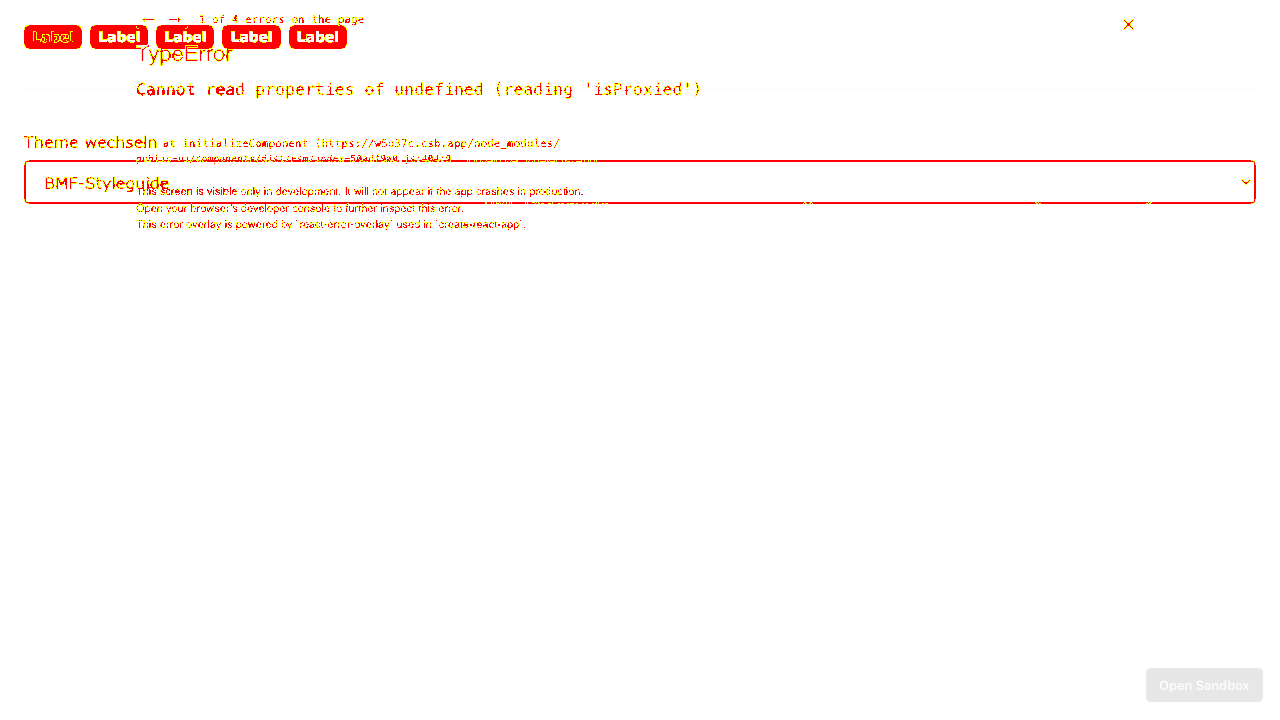 ← → 1 of 4 errors on the page
Label Label Label Label Label
TypeError
Cannot read properties of undefined (reading 'isProxied')
Theme wechseln
at initializeComponent (https://w5n37c.csb.app/node_modules/
BMF-Styleguide
This screen is visible only in development. It will not appear if the app crashes in production.
Open your browser's developer console to further inspect this error.
This error overlay is powered by `react-error-overlay` used in `create-react-app`.
Open Sandbox